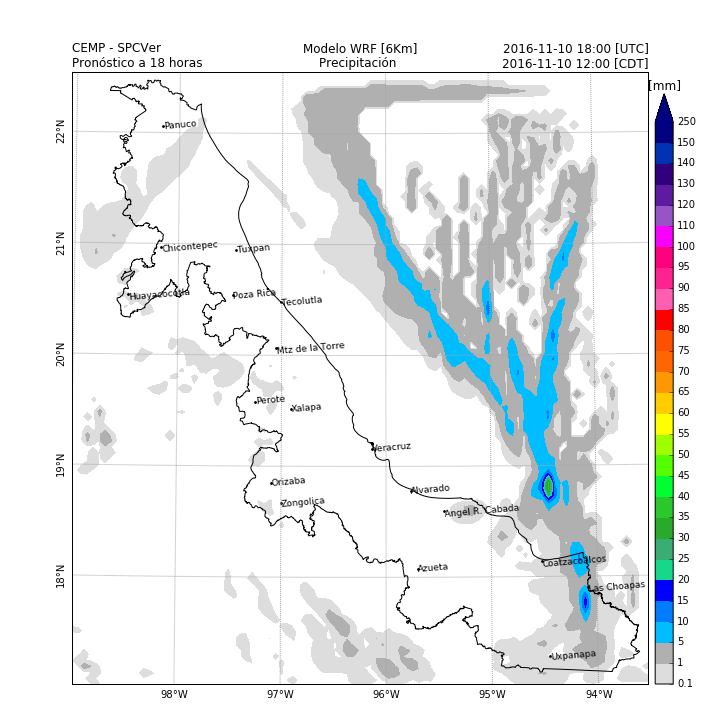 CEMP - SPCVer
Modelo WRF [6Km]
2016-11-10 18:00 [UTC]
Pronóstico a 18 horas
Precipitación
2016-11-10 12:00 [CDT]
[mm]
22°N
21°N
20°N
19°N
18°N
98°W
97°W
96°W
95°W
94°W
Panuco
Chicontepec
Tuxpan
Huayacocotla
Poza Rica
Tecolutla
Mtz de la Torre
Perote
Xalapa
Veracruz
Orizaba
Alvarado
Zongolica
Angel R. Cabada
Azueta
Coatzacoalcos
Las Choapas
Uxpanapa
250
150
140
130
120
110
100
95
90
85
80
75
70
65
60
55
50
45
40
35
30
25
20
15
10
5
1
0.1